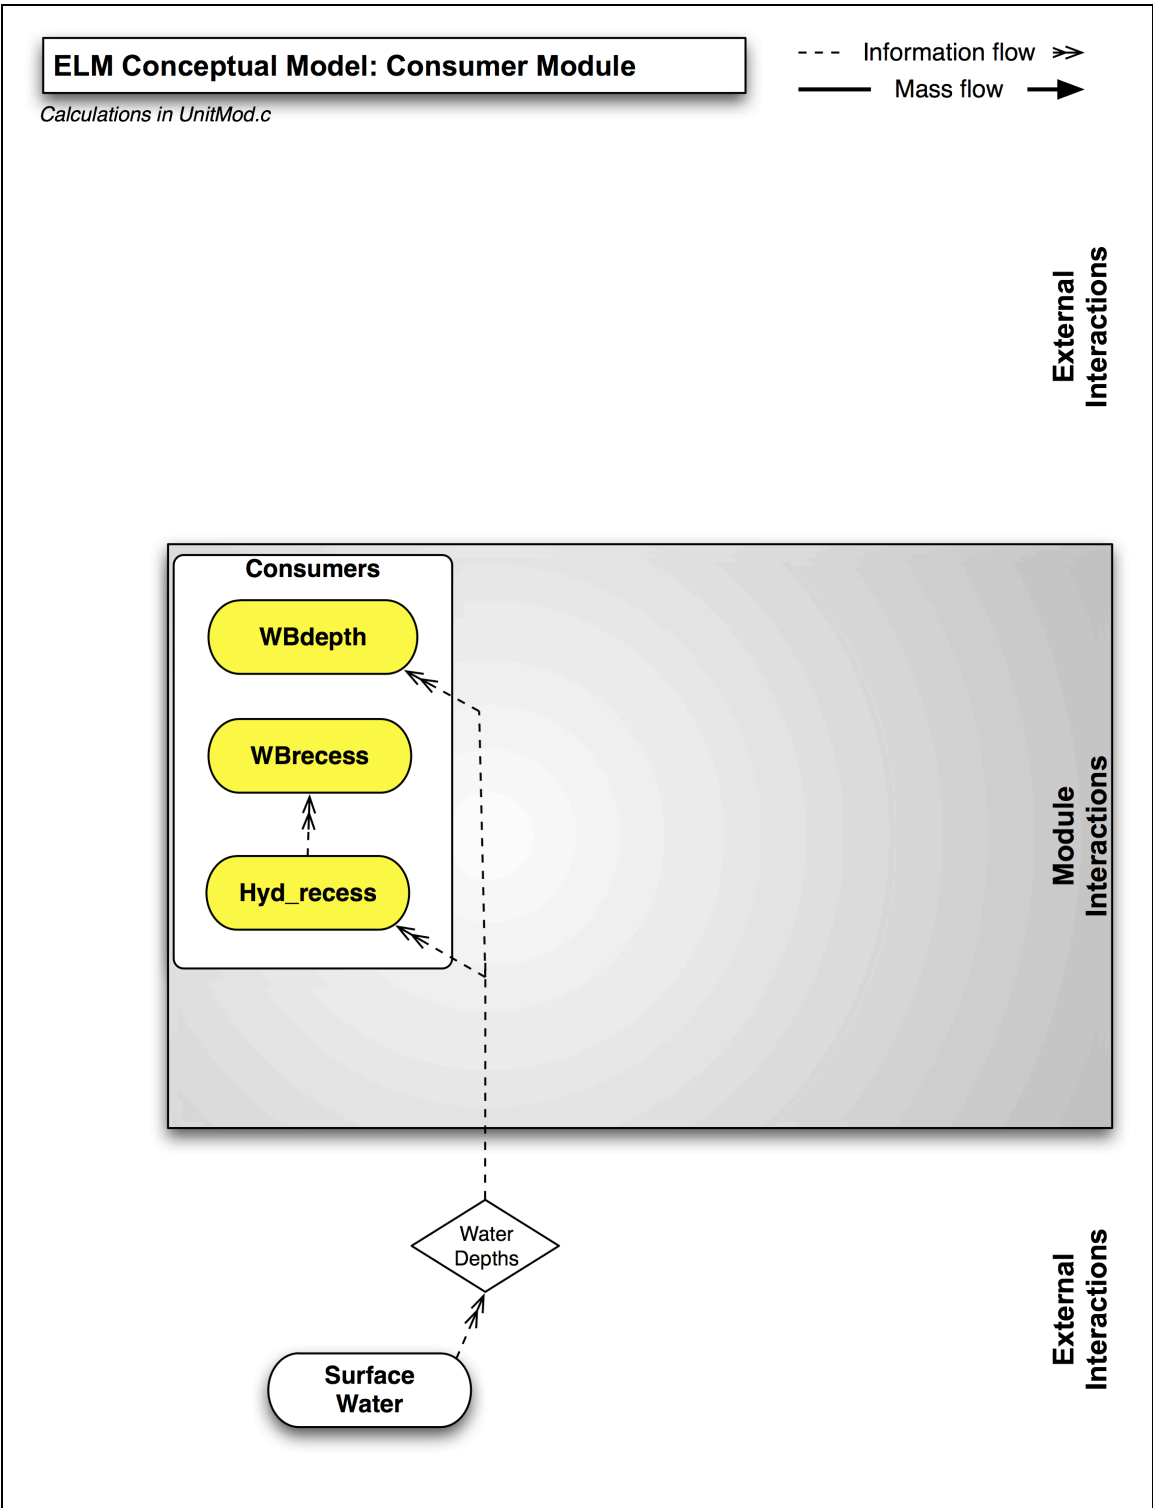 ELM Conceptual Model: Consumer Module
Calculations in UnitMod.c
Information flow
Mass flow
External
Interactions
Consumers
WBdepth
WBrecess
Hyd_recess
Module
Interactions
Water
Depths
Surface
Water
External
Interactions